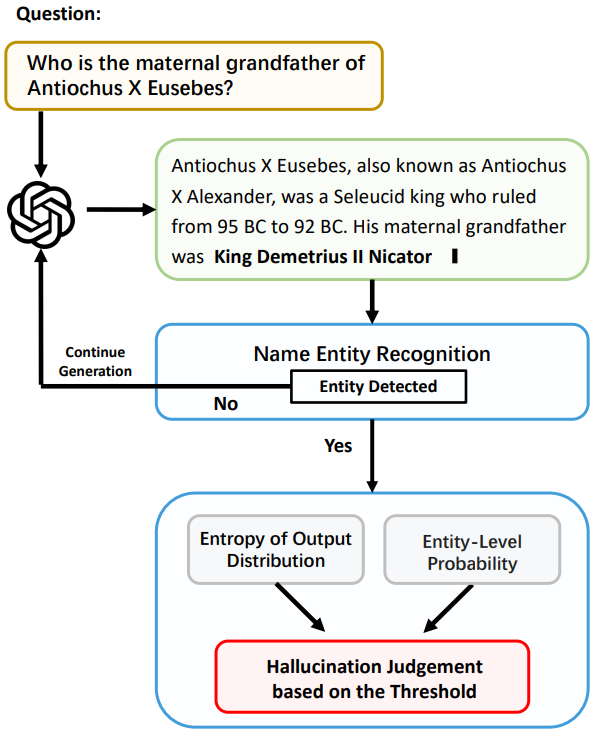 Question:
Who is the maternal grandfather of
Antiochus X Eusebes?
Antiochus X Eusebes, also known as Antiochus
X Alexander, was a Seleucid king who ruled
from 95 BC to 92 BC. His maternal grandfather
was King Demetrius II Nicator
Continue
Generation
Name Entity Recognition
Entity Detected
No
Yes
Entropy of Output
Distribution
Entity-Level
Probability
Hallucination Judgement
based on the Threshold